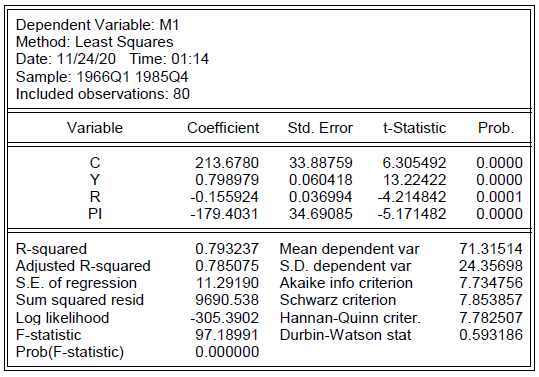 Dependent Variable: M1
Method: Least Squares
Date: 11/24/20 Time: 01:14
Sample: 1966Q1 1985Q4
Included observations: 80
Variable Coefficient Std. Error t-Statistic Prob.
C 213.6780 33.88759 6.305492 0.0000
Y 0.798979 0.060418 13.22422 0.0000
R -0.155924 0.036994 -4.214842 0.0001
PI -179.4031 34.69085 -5.171482 0.0000
R-squared 0.793237 Mean dependent var 71.31514
Adjusted R-squared 0.785075 S.D. dependent var 24.35698
S.E. of regression 11.29190 Akaike info criterion 7.734756
Sum squared resid 9690.538 Schwarz criterion 7.853857
Log likelihood -305.3902 Hannan-Quinn criter. 7.782507
F-statistic 97.18991 Durbin-Watson stat 0.593186
Prob(F-statistic) 0.000000